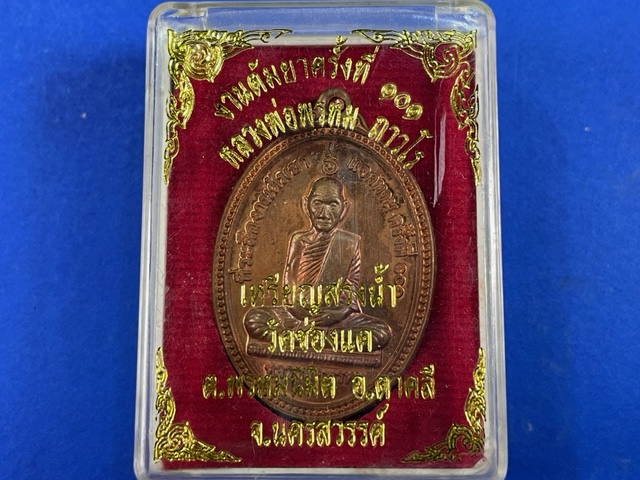 งานต้มยาครั้งที่ ๑๐๑
หลวงพ่อพรหม ถาวโร
เหรียญสรงน้ำ
วัดช่องแค
ต.พรหมนิมิต อ.ตาคลี
จ.นครสวรรค์